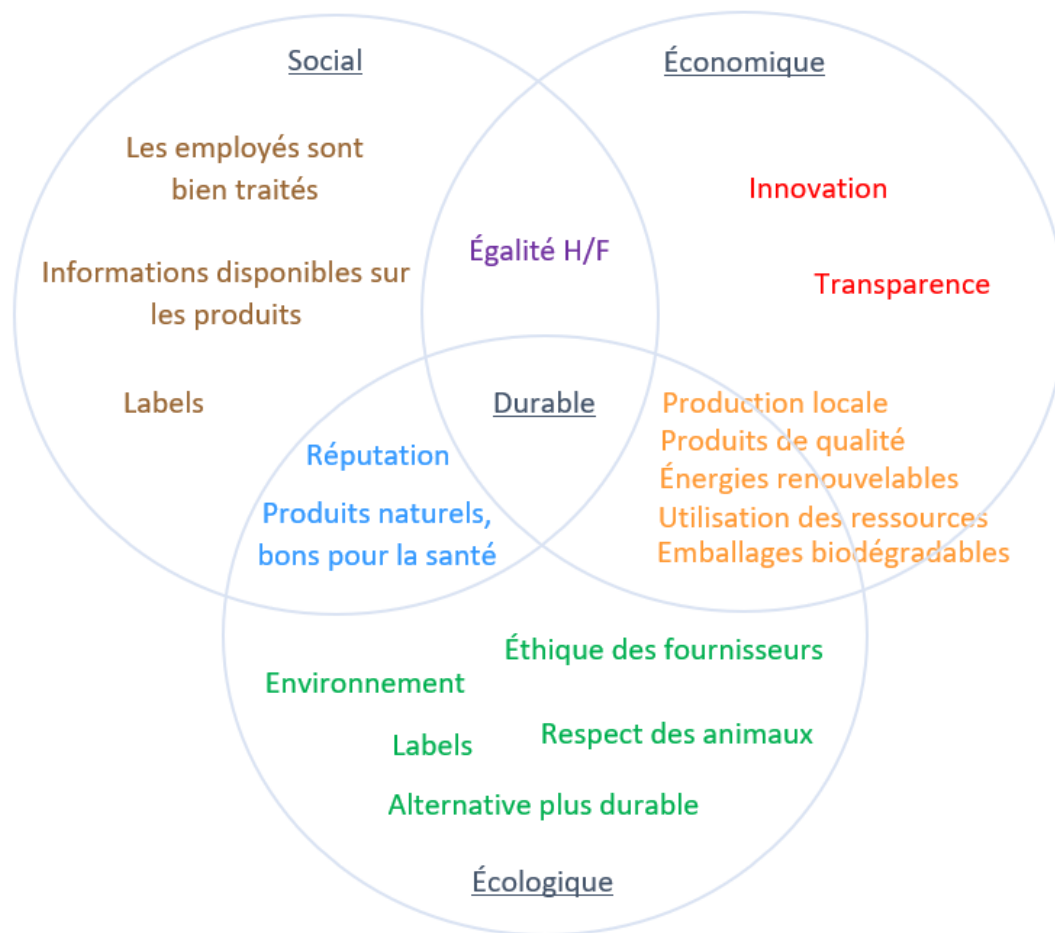 Social
Économique
Les employés sont
bien traités
Innovation
Égalité H/F
Informations disponibles sur
les produits
Transparence
Labels
Durable
Production locale
Produits de qualité
Réputation
Énergies renouvelables
Produits naturels,
bons pour la santé
Utilisation des ressources
Emballages biodégradables
Éthique des fournisseurs
Environnement
Respect des animaux
Labels
Alternative plus durable
Écologique